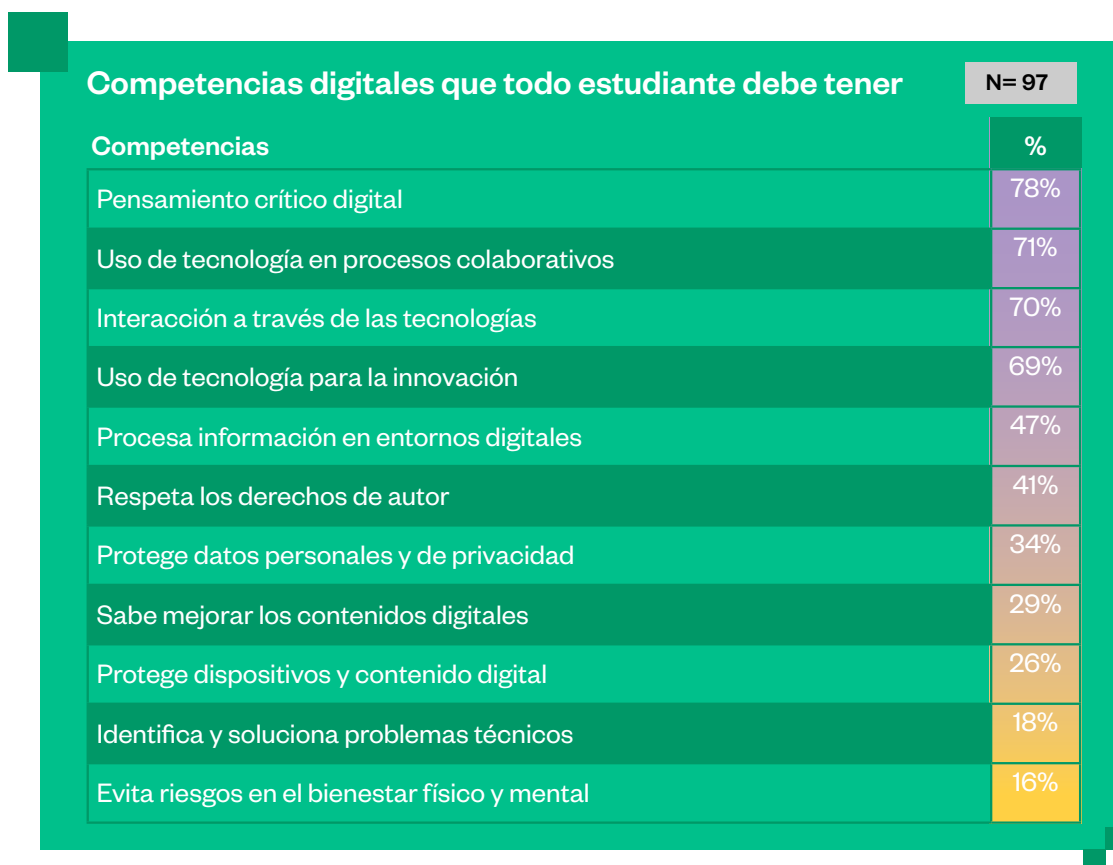 Competencias digitales que todo estudiante debe tener N= 97
Competencias %
Pensamiento crítico digital 78%
Uso de tecnología en procesos colaborativos 71%
Interacción a través de las tecnologías 70%
Uso de tecnología para la innovación 69%
Procesa información en entornos digitales 47%
Respeta los derechos de autor 41%
Protege datos personales y de privacidad 34%
Sabe mejorar los contenidos digitales 29%
Protege dispositivos y contenido digital 26%
Identifica y soluciona problemas técnicos 18%
Evita riesgos en el bienestar físico y mental 16%